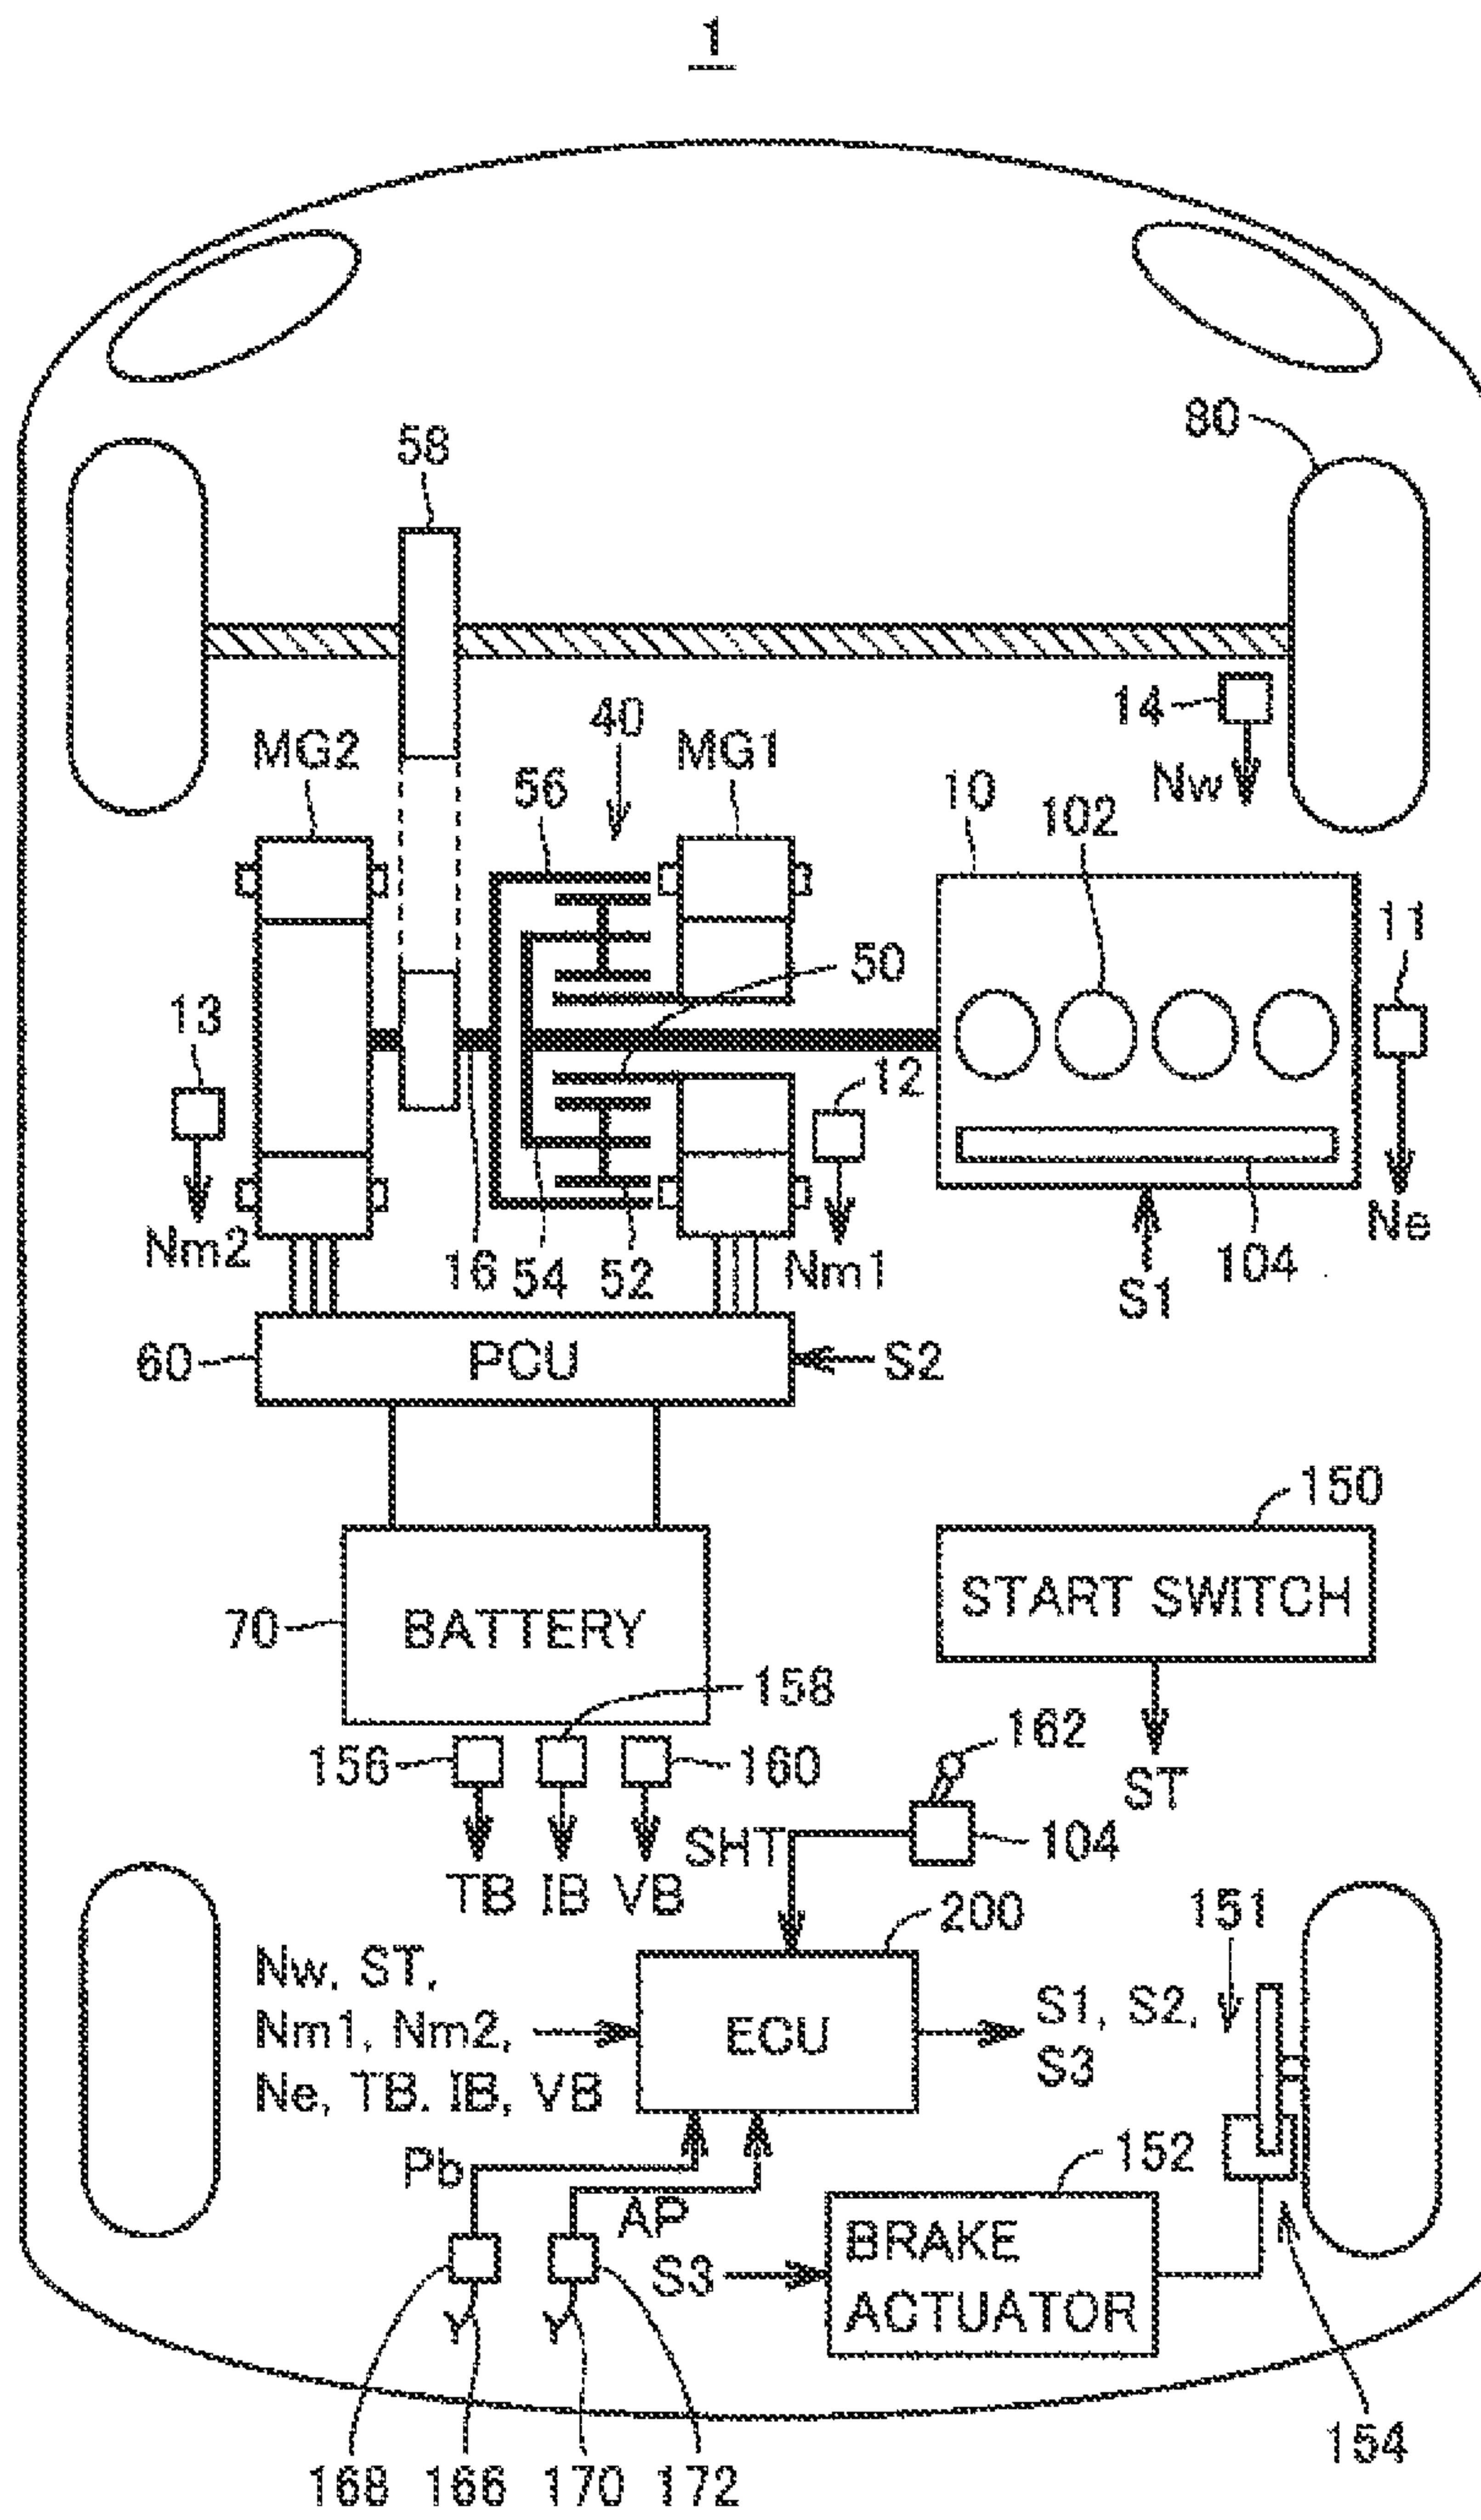 1
58
80
14
40
MG2
MG1
56
Nw
10
102
11
50
13
12
Nm2
16
54
52
Nm1
S1
104
Ne
60
PCU
S2
150
START SWITCH
70
BATTERY
158
162
156
160
ST
SHT
104
TB IB VB
200
151
Nw, ST,
Nm1, Nm2,
Ne, TB. IB, VB
ECU
S1, S2,
S3
Pb
152
AP
S3
BRAKE
ACTUATOR
154
168 166 170 172